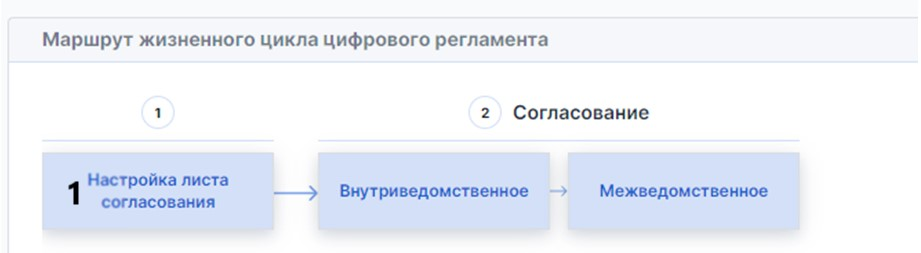 Маршрут жизненного цикла цифрового регламента
1
2 Согласование
1 Настройка листа
согласования
Внутриведомственное
Межведомственное